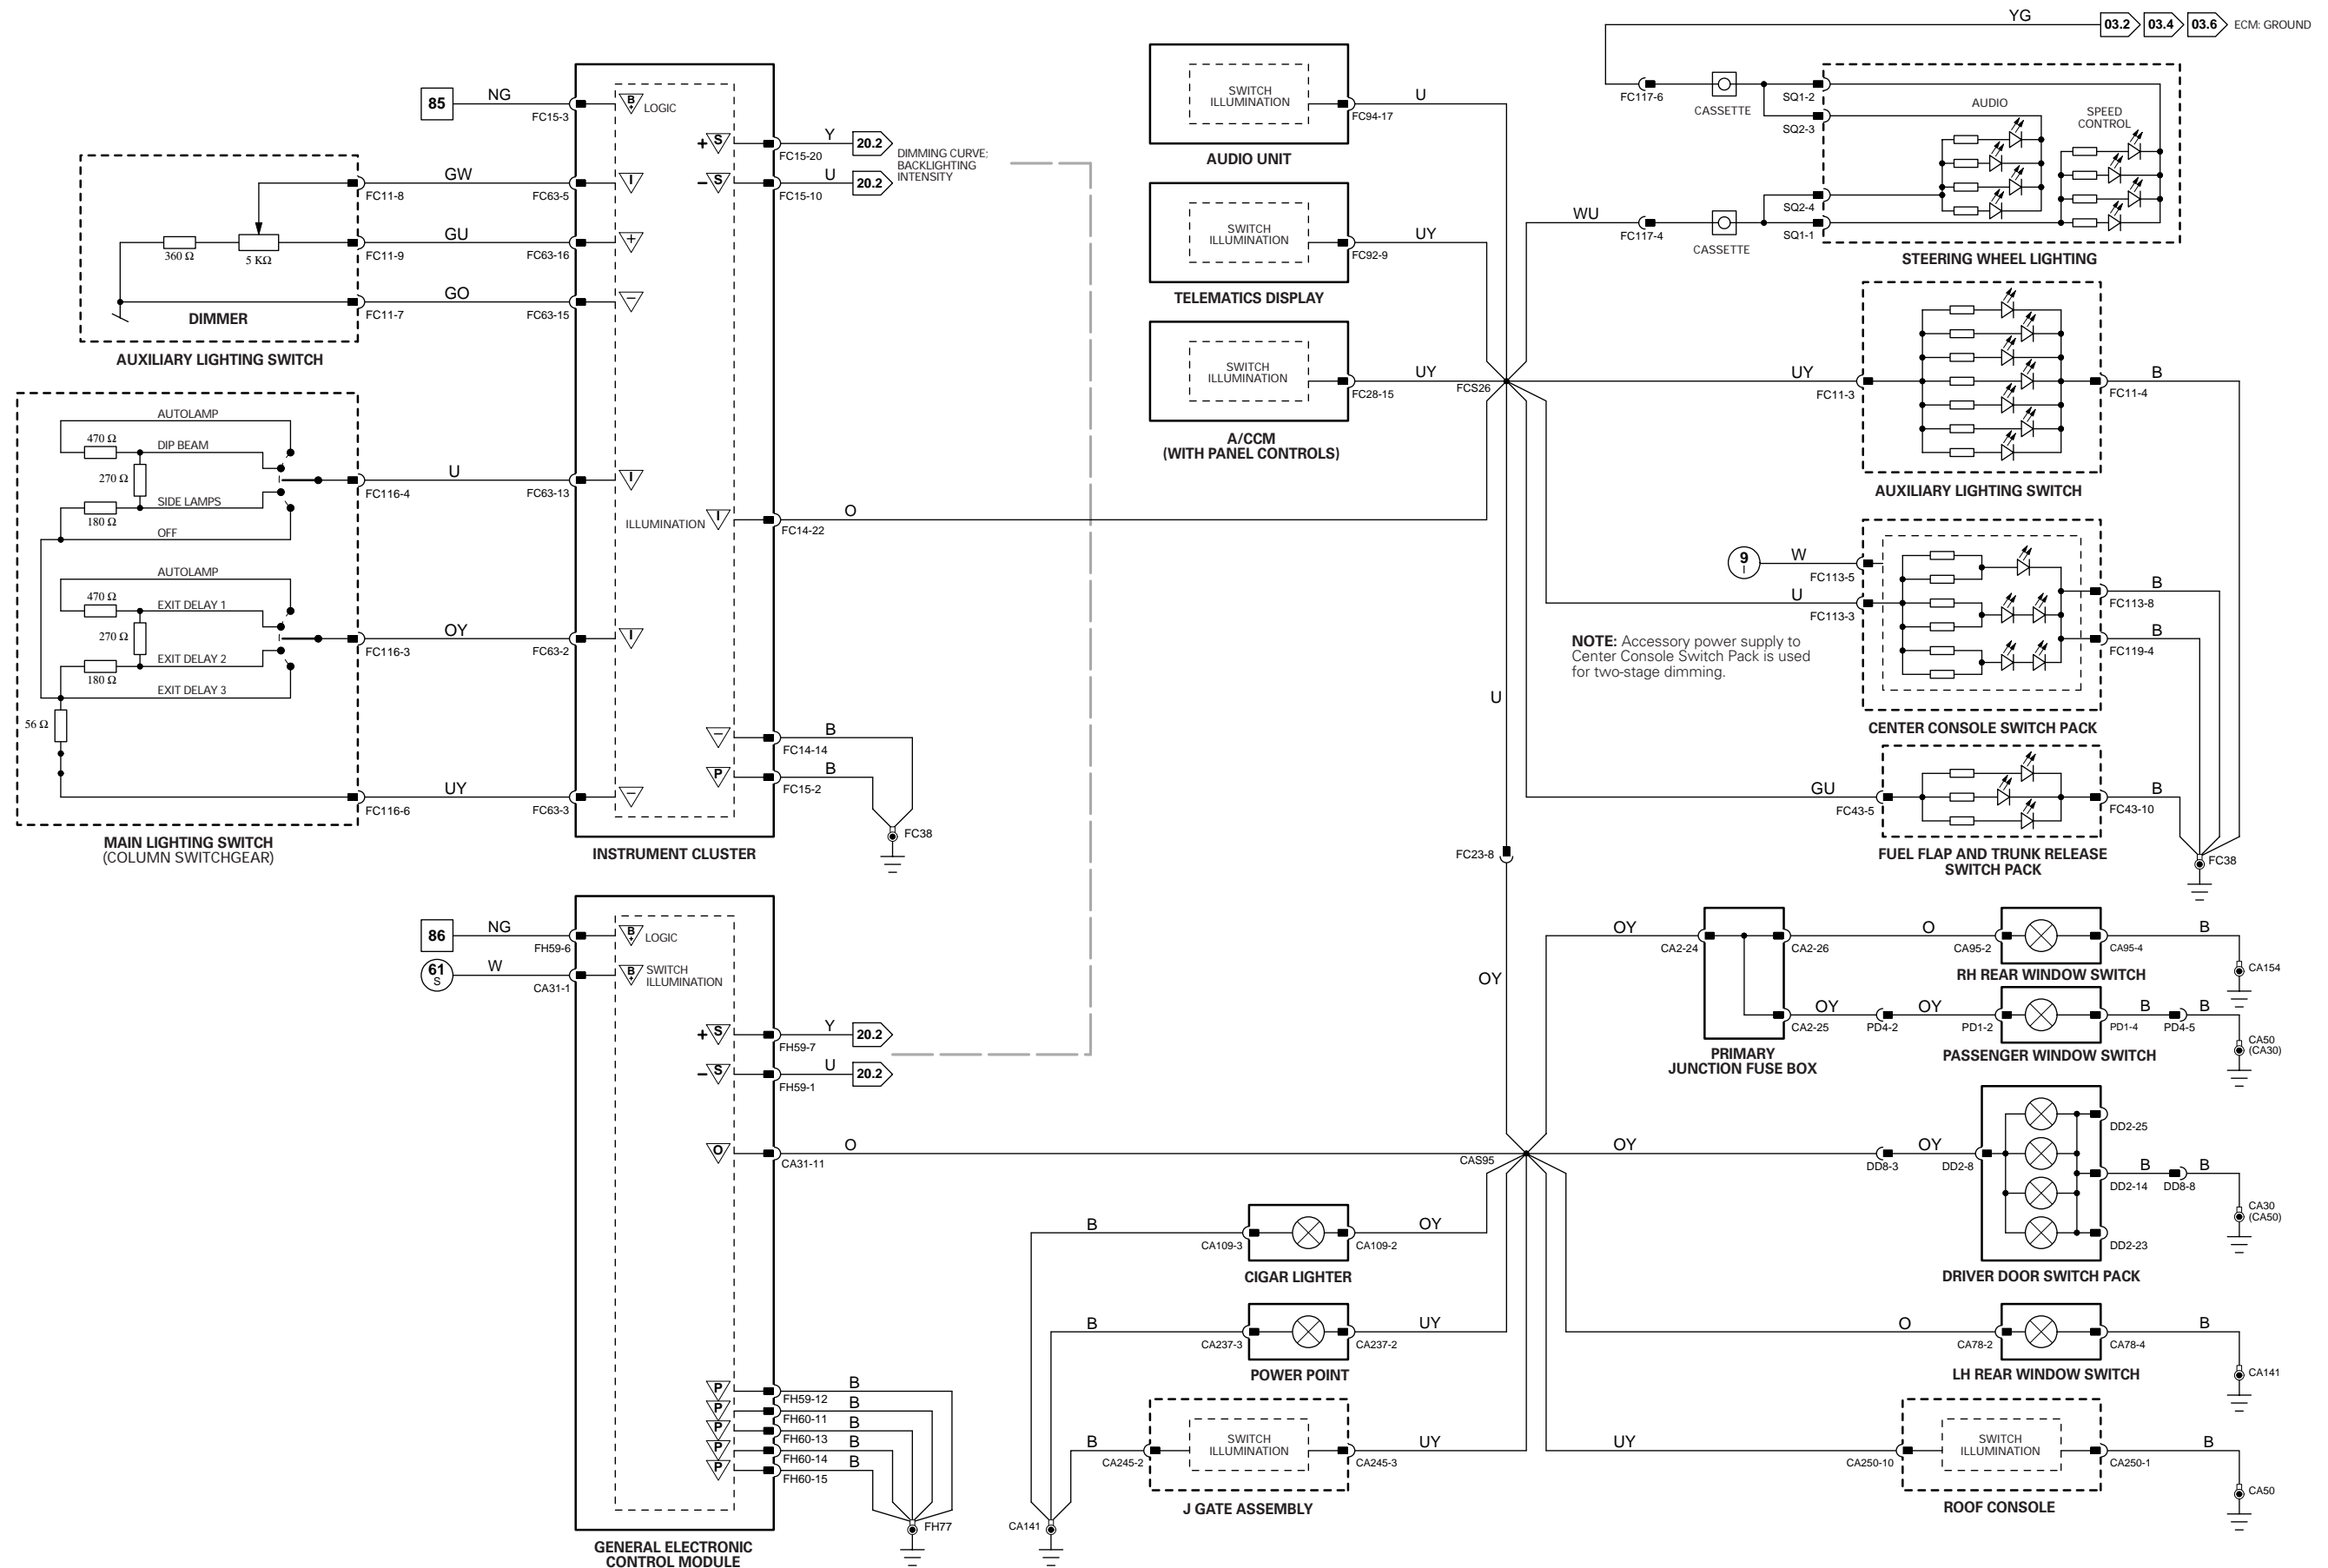 YG
03.2
03.4
03.6
ECM: GROUND
FC117-6
CASSETTE
SQ1-2
SQ2-3
AUDIO
SPEED
CONTROL
SQ2-4
SQ1-1
WU
FC117-4
CASSETTE
STEERING WHEEL LIGHTING
85
NG
FC15-3
B
+
LOGIC
+
S
FC15-20
Y
20.2
–
S
FC15-10
U
20.2
DIMMING CURVE;
BACKLIGHTING
INTENSITY
FC11-8
GW
FC63-5
I
360 Ω
5 KΩ
FC11-9
GU
FC63-16
+
FC11-7
GO
FC63-15
–
DIMMER
AUXILIARY LIGHTING SWITCH
SWITCH
ILLUMINATION
FC94-17
U
AUDIO UNIT
SWITCH
ILLUMINATION
FC92-9
UY
TELEMATICS DISPLAY
SWITCH
ILLUMINATION
FC28-15
UY
FCS26
A/CCM
(WITH PANEL CONTROLS)
UY
FC11-3
FC11-4
B
AUXILIARY LIGHTING SWITCH
AUTOLAMP
470 Ω
DIP BEAM
270 Ω
SIDE LAMPS
180 Ω
OFF
FC116-4
U
FC63-13
I
ILLUMINATION
I
FC14-22
O
AUTOLAMP
470 Ω
EXIT DELAY 1
270 Ω
EXIT DELAY 2
180 Ω
EXIT DELAY 3
56 Ω
FC116-3
OY
FC63-2
I
FC116-6
UY
FC63-3
–
–
FC14-14
B
P
FC15-2
B
FC38
MAIN LIGHTING SWITCH
(COLUMN SWITCHGEAR)
INSTRUMENT CLUSTER
9
I
W
FC113-5
U
FC113-3
B
FC113-8
B
FC119-4
NOTE: Accessory power supply to
Center Console Switch Pack is used
for two-stage dimming.
CENTER CONSOLE SWITCH PACK
U
GU
FC43-5
B
FC43-10
FUEL FLAP AND TRUNK RELEASE
SWITCH PACK
FC38
FC23-8
OY
86
NG
FH59-6
B
+
LOGIC
61
S
W
CA31-1
B
+
SWITCH
ILLUMINATION
+
S
FH59-7
Y
20.2
–
S
FH59-1
U
20.2
O
CA31-11
O
CAS95
OY
CA2-24
CA2-26
O
CA95-2
CA95-4
B
CA154
RH REAR WINDOW SWITCH
CA2-25
OY
PD4-2
OY
PD1-2
PD1-4
B
PD4-5
B
CA50
(CA30)
PASSENGER WINDOW SWITCH
PRIMARY
JUNCTION FUSE BOX
OY
DD8-3
OY
DD2-8
DD2-25
DD2-14
B
DD8-8
B
DD2-23
CA30
(CA50)
DRIVER DOOR SWITCH PACK
B
CA109-3
CA109-2
OY
CIGAR LIGHTER
B
CA237-3
CA237-2
UY
POWER POINT
O
CA78-2
CA78-4
B
CA141
LH REAR WINDOW SWITCH
B
CA245-2
SWITCH
ILLUMINATION
CA245-3
UY
J GATE ASSEMBLY
CA141
UY
CA250-10
SWITCH
ILLUMINATION
CA250-1
B
CA50
ROOF CONSOLE
P
FH59-12
B
P
FH60-11
B
P
FH60-13
B
P
FH60-14
B
P
FH60-15
B
FH77
GENERAL ELECTRONIC
CONTROL MODULE